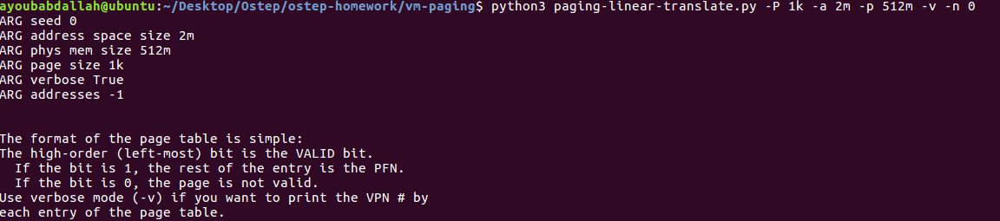 ayoubabdallah@ubuntu:~/Desktop/Ostep/ostep-homework/vm-paging$ python3 paging-linear-translate.py -P 1k -a 2m -p 512m -v -n 0
ARG seed 0
ARG address space size 2m
ARG phys mem size 512m
ARG page size 1k
ARG verbose True
ARG addresses -1
The format of the page table is simple:
The high-order (left-most) bit is the VALID bit.
  If the bit is 1, the rest of the entry is the PFN.
  If the bit is 0, the page is not valid.
Use verbose mode (-v) if you want to print the VPN # by
each entry of the page table.